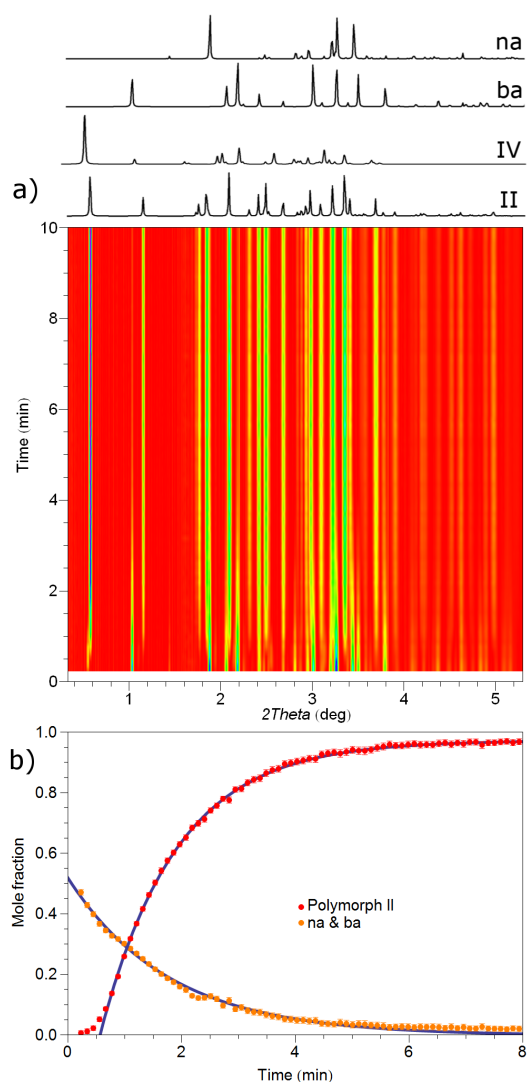 na
ba
IV
II
a)
10
8
6
4
2
0
Time (min)
1 2 3 4 5
2Theta (deg)
b)
1.0
0.8
0.6
0.4
0.2
0.0
Mole fraction
Polymorph II
na & ba
0 2 4 6 8
Time (min)